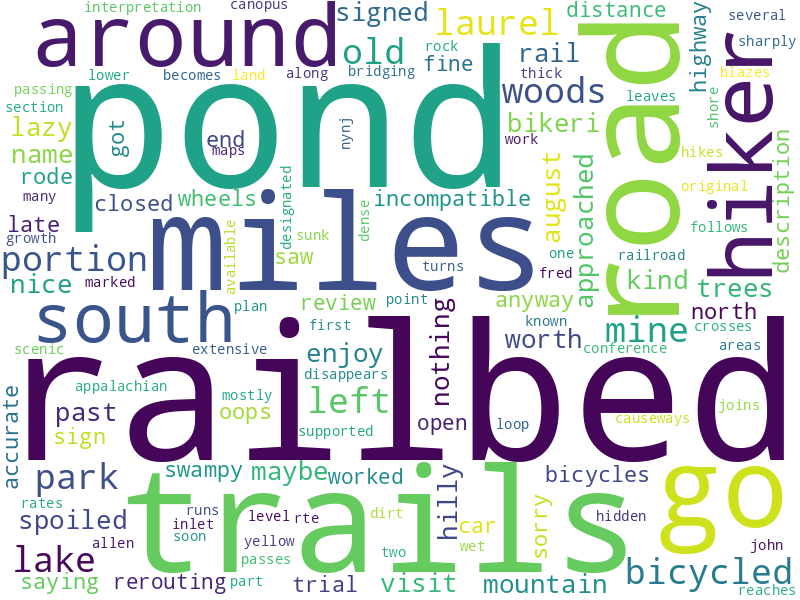 interpretation canopus signed laurel distance highway several
around old rock fine rail sharply
lower becomes land along bridging thick blazes
passing pond woods road hiker
section got end maps nynj work leaves shore
lazy bikeri
name hikes
rode wheels designated dense incompatible august approached original description
many closed
late available sunk saw one follows
growth miles turns fred railroad
portion marked kind trees
nice plan review point anyway north
south first known mine crosses
scenic extensive enjoy disappears nothing worth conference areas
railbed
appalachian mostly left causeways joins
accurate past oops supported open loop
sign
park swampy maybe worked hilly bicycles go
rates trails car sorry
spoiled runs inlet level rte dirt hidden
allen soon yellow two wet john
lake passes bicycled
saying rerouting part trial visit mountain reaches